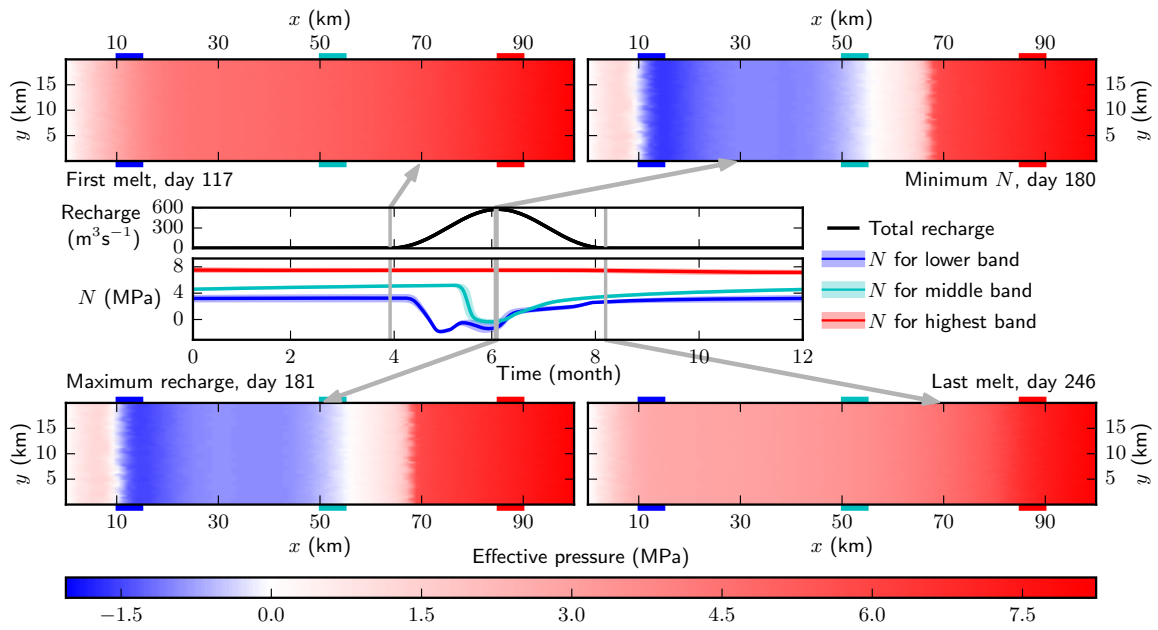 x (km)
x (km)
10 30 50 70 90
10 30 50 70 90
y (km)
15
10
5
15
10
5
y (km)
First melt, day 117
Minimum N, day 180
Recharge
(m³s⁻¹)
600
300
0
N (MPa)
8
4
0
0 2 4 6 8 10 12
Time (month)
Total recharge
N for lower band
N for middle band
N for highest band
Maximum recharge, day 181
Last melt, day 246
y (km)
15
10
5
15
10
5
y (km)
10 30 50 70 90
10 30 50 70 90
x (km)
x (km)
Effective pressure (MPa)
−1.5 0.0 1.5 3.0 4.5 6.0 7.5